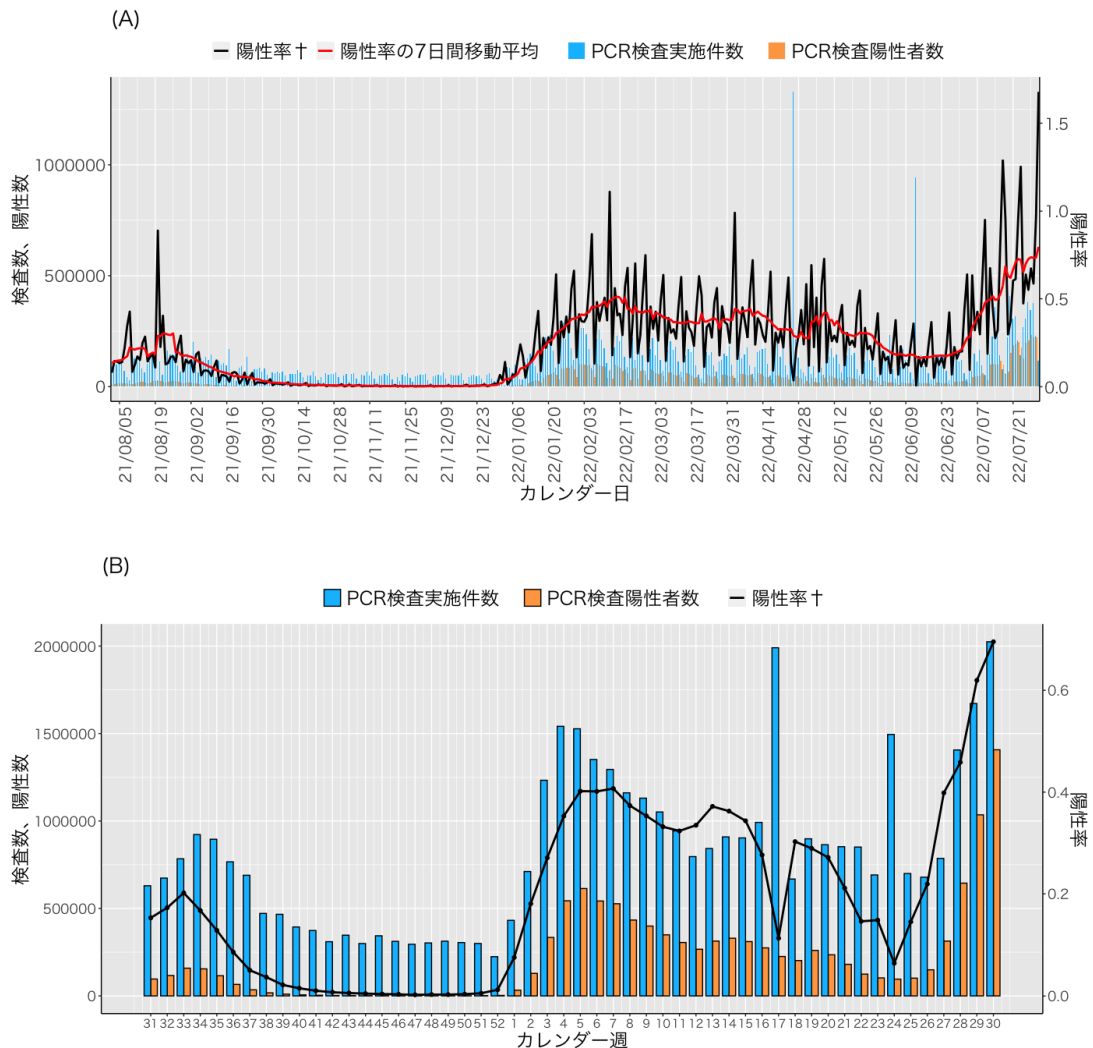 (A)
陽性率† 陽性率の7日間移動平均 PCR検査実施件数 PCR検査陽性者数
検査数、陽性数
1000000
500000
0
陽性率
1.5
1.0
0.5
0.0
21/08/05 21/08/19 21/09/02 21/09/16 21/09/30 21/10/14 21/10/28 21/11/11 21/11/25 21/12/09 21/12/23 22/01/06 22/01/20 22/02/03 22/02/17 22/03/03 22/03/17 22/03/31 22/04/14 22/04/28 22/05/12 22/05/26 22/06/09 22/06/23 22/07/07 22/07/21
カレンダー日
(B)
PCR検査実施件数 PCR検査陽性者数 陽性率†
検査数、陽性数
2000000
1500000
1000000
500000
0
陽性率
0.6
0.4
0.2
0.0
31 32 33 34 35 36 37 38 39 40 41 42 43 44 45 46 47 48 49 50 51 52 1 2 3 4 5 6 7 8 9 10 11 12 13 14 15 16 17 18 19 20 21 22 23 24 25 26 27 28 29 30
カレンダー週